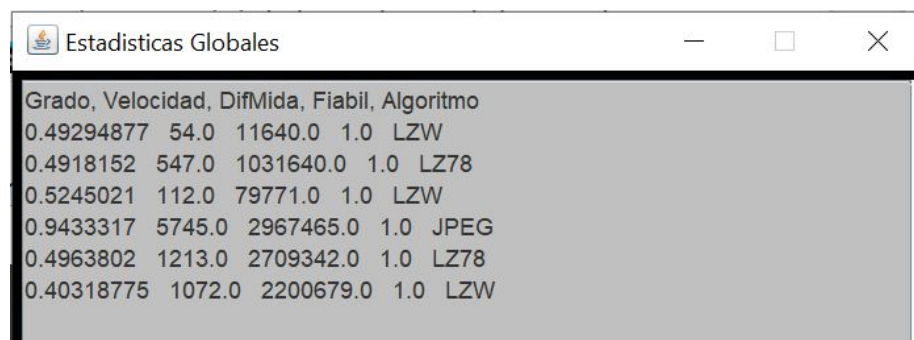 Estadisticas Globales
Grado, Velocidad, DifMida, Fiabil, Algoritmo
0.49294877 54.0 11640.0 1.0 LZW
0.4918152 547.0 1031640.0 1.0 LZ78
0.5245021 112.0 79771.0 1.0 LZW
0.9433317 5745.0 2967465.0 1.0 JPEG
0.4963802 1213.0 2709342.0 1.0 LZ78
0.40318775 1072.0 2200679.0 1.0 LZW